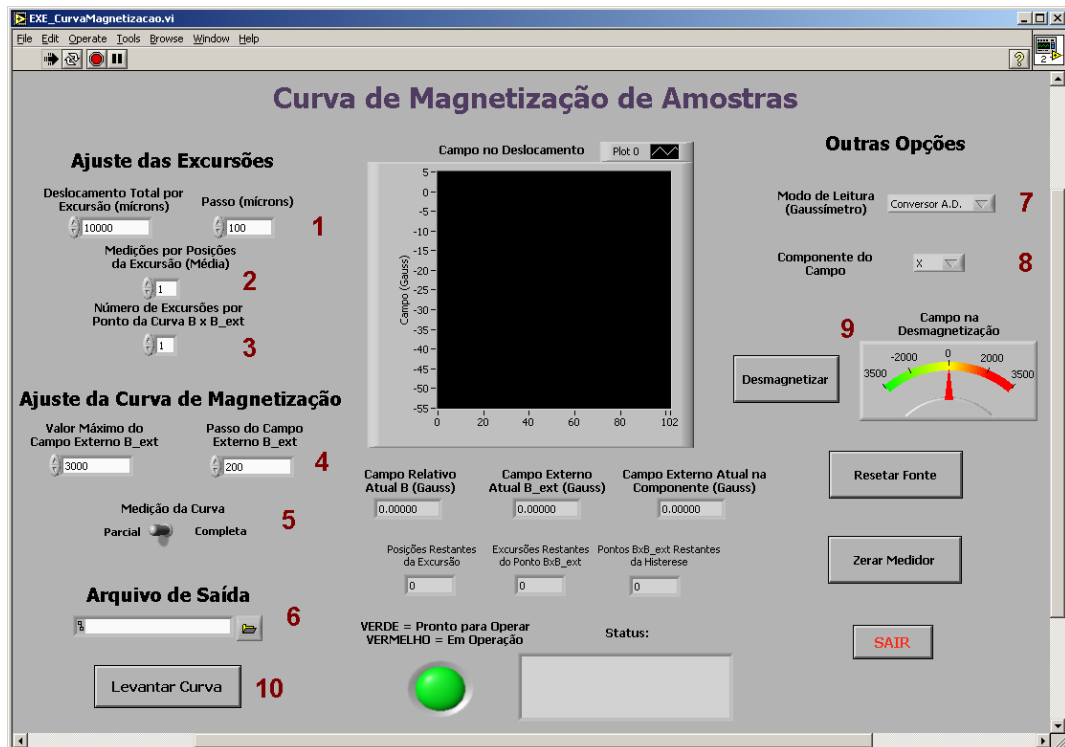 EXE_CurvaMagnetizacao.vi
File Edit Operate Tools Browse Window Help
2
Curva de Magnetização de Amostras
Ajuste das Excursões
Deslocamento Total por
Excursão (mícrons)
10000
Passo (mícrons)
100
1
Medições por Posições
da Excursão (Média)
1
2
Número de Excursões por
Ponto da Curva B x B_ext
1
3
Ajuste da Curva de Magnetização
Valor Máximo do
Campo Externo B_ext
3000
Passo do Campo
Externo B_ext
200
4
Medição da Curva
Parcial
Completa
5
Arquivo de Saída
6
Levantar Curva
10
Campo no Deslocamento
Plot 0
Campo (Gauss)
5
0
-5
-10
-15
-20
-25
-30
-35
-40
-45
-50
-55
0 20 40 60 80 102
Campo Relativo
Atual B (Gauss)
0.00000
Campo Externo
Atual B_ext (Gauss)
0.00000
Campo Externo Atual na
Componente (Gauss)
0.00000
Posições Restantes
da Excursão
0
Excursões Restantes
do Ponto BxB_ext
0
Pontos BxB_ext Restantes
da Histerese
0
VERDE = Pronto para Operar
VERMELHO = Em Operação
Status:
Outras Opções
Modo de Leitura
(Gaussímetro)
Conversor A.D.
7
Componente do
Campo
X
8
9
Campo na
Desmagnetização
3500 -2000 0 2000 3500
Desmagnetizar
Resetar Fonte
Zerar Medidor
SAIR